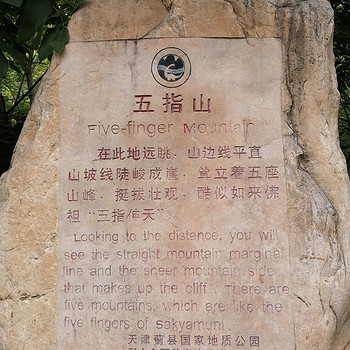 五指山
Five-finger Mountain
在此地远眺,山边线平直
山坡线陡峻成崖,耸立着五座
山峰,挺拔壮观,酷似如来佛
祖“五指伸天”.
Looking to the distance, you will
see the straight mountain marginal
line and the sheer mountain side
that makes up the cliff . There are
five mountains, which are like the
five fingers of sakyamuni.
天津蓟县国家地质公园